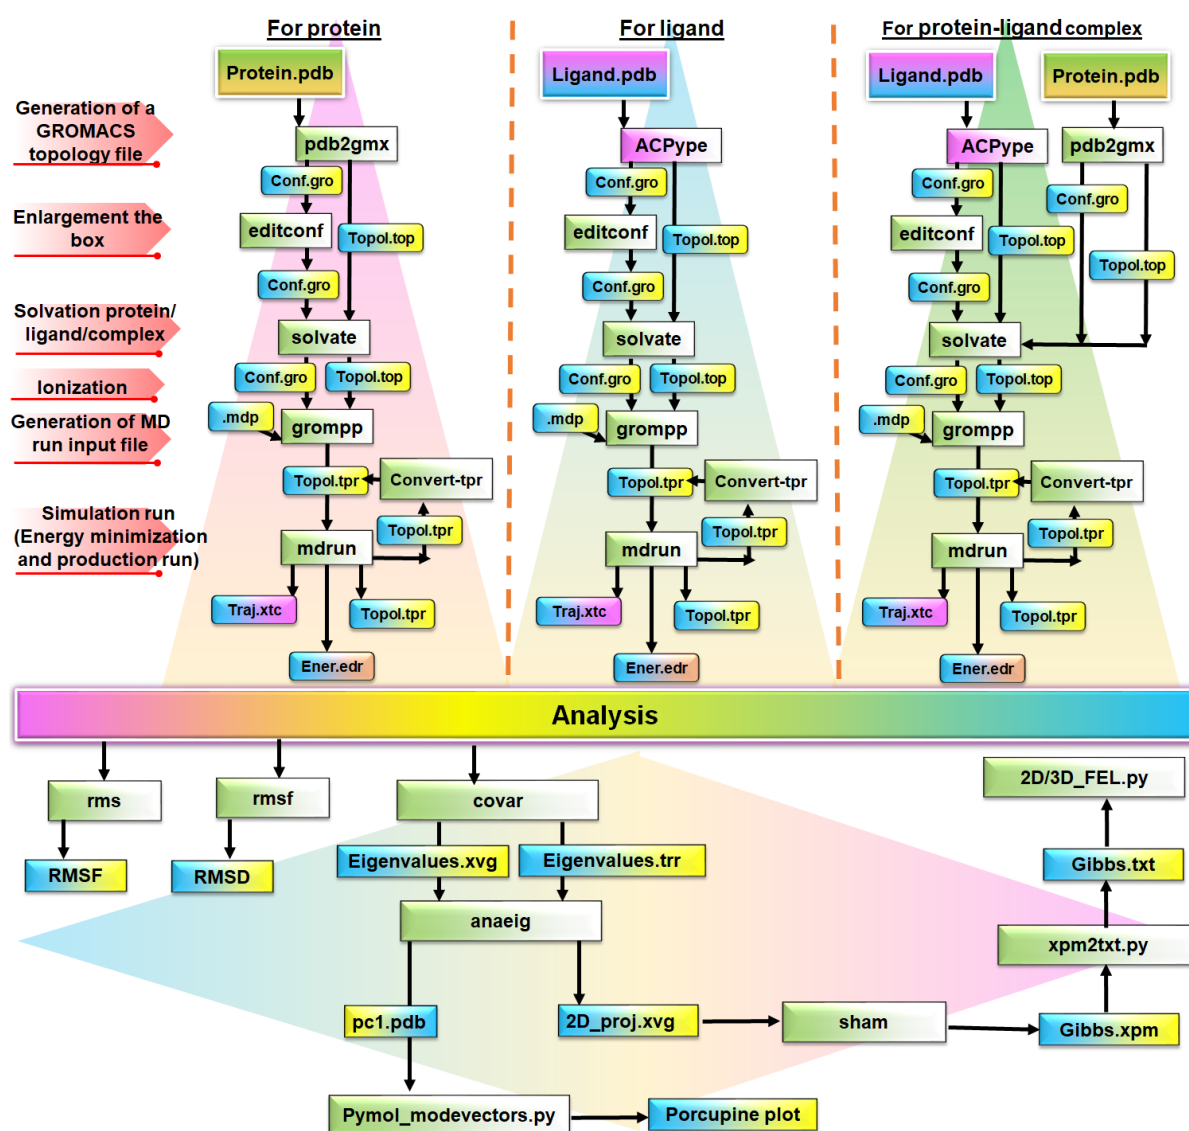 For protein
For ligand
For protein-ligand complex
Protein.pdb
Ligand.pdb
Ligand.pdb
Protein.pdb
Generation of a
GROMACS
topology file
pdb2gmx
ACPype
ACPype
pdb2gmx
Conf.gro
Conf.gro
Conf.gro
Conf.gro
Enlargement the
box
editconf
Topol.top
editconf
Topol.top
editconf
Topol.top
Topol.top
Conf.gro
Conf.gro
Conf.gro
Solvation protein/
ligand/complex
solvate
solvate
solvate
Ionization
Conf.gro
Topol.top
Conf.gro
Topol.top
Conf.gro
Topol.top
Generation of MD
run input file
.mdp
grompp
.mdp
grompp
.mdp
grompp
Topol.tpr
Convert-tpr
Topol.tpr
Convert-tpr
Topol.tpr
Convert-tpr
Simulation run
(Energy minimization
and production run)
Topol.tpr
Topol.tpr
Topol.tpr
mdrun
mdrun
mdrun
Traj.xtc
Topol.tpr
Traj.xtc
Topol.tpr
Traj.xtc
Topol.tpr
Ener.edr
Ener.edr
Ener.edr
Analysis
rms
rmsf
covar
2D/3D_FEL.py
RMSF
RMSD
Eigenvalues.xvg
Eigenvalues.trr
Gibbs.txt
anaeig
xpm2txt.py
pc1.pdb
2D_proj.xvg
sham
Gibbs.xpm
Pymol_modevectors.py
Porcupine plot